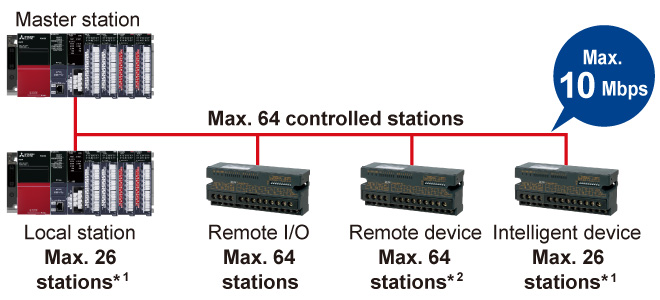 Master station
Max.
10 Mbps
Max. 64 controlled stations
Local station
Max. 26
stations*1
Remote I/O
Max. 64
stations
Remote device
Max. 64
stations*2
Intelligent device
Max. 26
stations*1